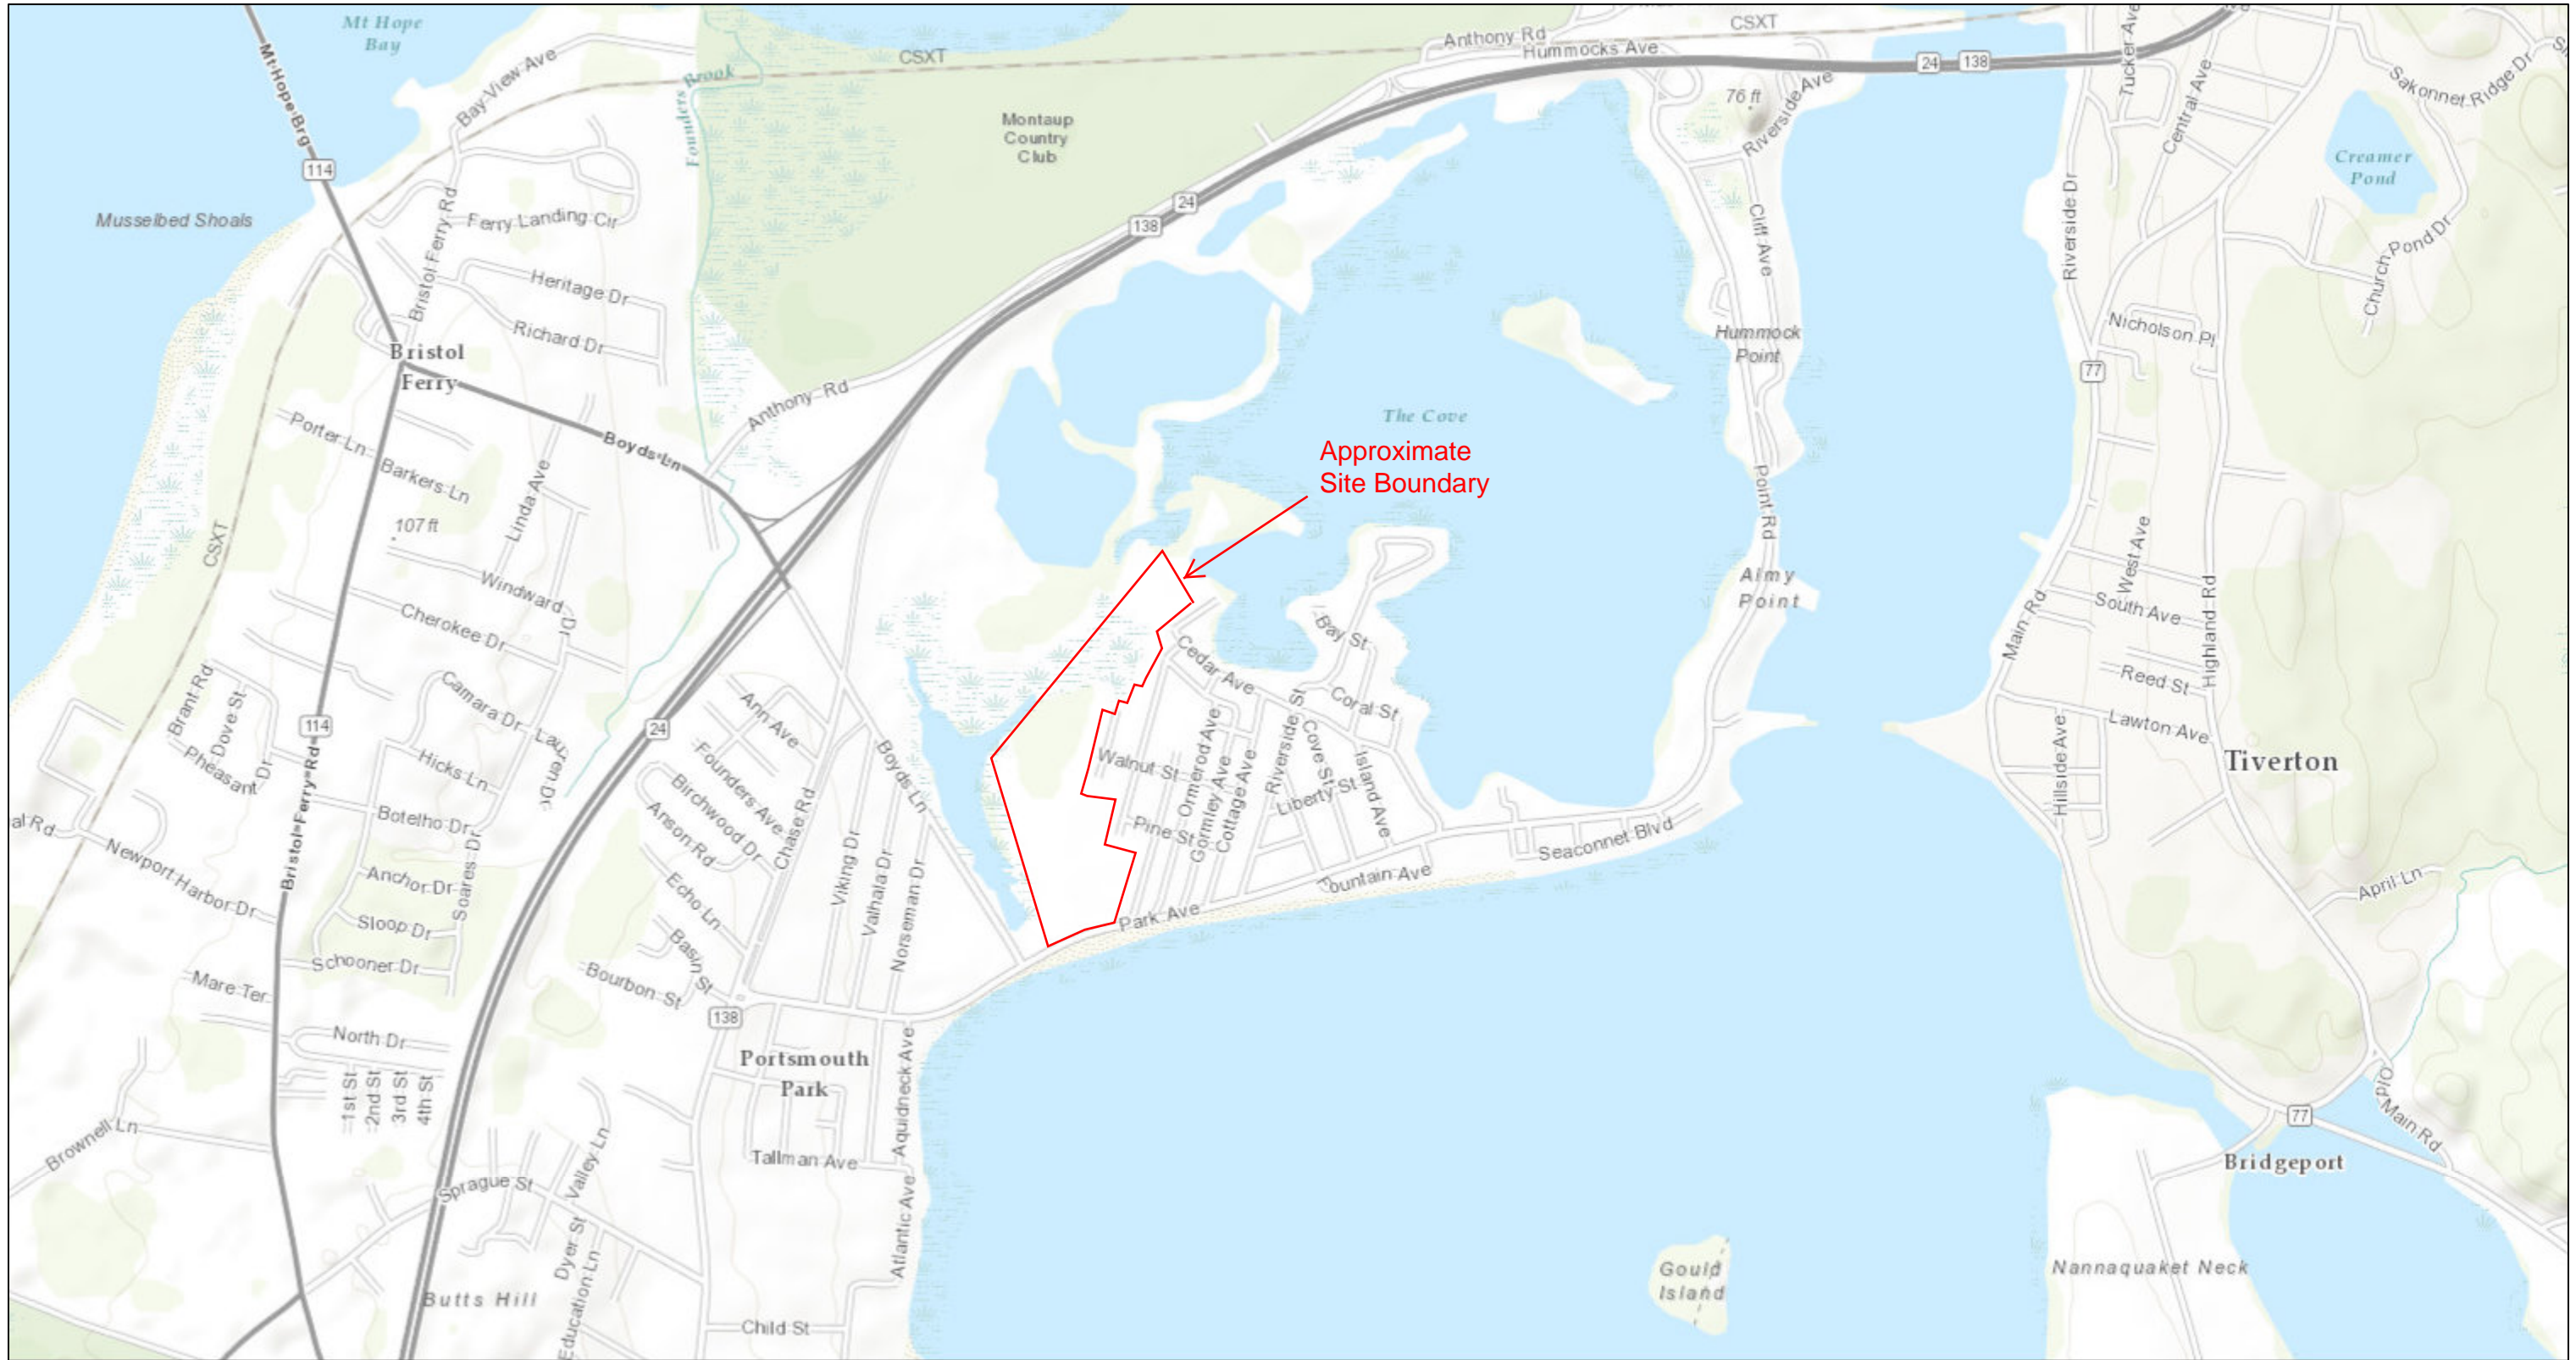 Mt Hope
Bay
Mt Hope Brg
114
Musselbed Shoals
Bay View Ave
Founders Brook
CSXT
Anthony Rd
CSXT
Hummocks Ave
24
138
76 ft
Riverside Ave
Tucker Ave
Central Ave
Sakonnet Ridge Dr
Creamer
Pond
Church Pond Dr
Riverside Dr
Montaup
Country
Club
24
138
Bristol Ferry Rd
Ferry Landing Cir
Heritage Dr
Richard Dr
Bristol
Ferry
Cliff Ave
Hummock
Point
Nicholson Pl
77
Anthony Rd
The Cove
Approximate
Site Boundary
Boyds Ln
Porter Ln
Barkers Ln
Linda Ave
107 ft
CSXT
Windward Dr
Cherokee Dr
Point Rd
Almy
Point
West Ave
South Ave
Main Rd
Highland Rd
Reed St
Lawton Ave
Hillside Ave
Tiverton
Bay St
Cedar Ave
Coral St
Riverside St
Cove St
Island Ave
Liberty St
Walnut St
Ormerod Ave
Gormley Ave
Cottage Ave
Pine St
Brant Rd
Dove St
Pheasant Dr
114
Bristol Ferry Rd
Camara Dr
Lauren Dr
Hicks Ln
Botelho Dr
24
Ann Ave
Founders Ave
Birchwood Dr
Anson Rd
Chase Rd
Boyds Ln
Viking Dr
Valhala Dr
Norseman Dr
Echo Ln
Basin St
Bourbon St
al Rd
Newport Harbor Dr
Anchor Dr
Soares Dr
Sloop Dr
Schooner Dr
Mare Ter
North Dr
1st St
2nd St
3rd St
4th St
Park Ave
Fountain Ave
Seaconnet Blvd
April Ln
138
Portsmouth
Park
Aquidneck Ave
Tallman Ave
Atlantic Ave
Brownell Ln
Sprague St
Valley Ln
Dyer St
Education Ln
Butts Hill
Child St
Gould
Island
Old Main Rd
77
Bridgeport
Nannaquaket Neck